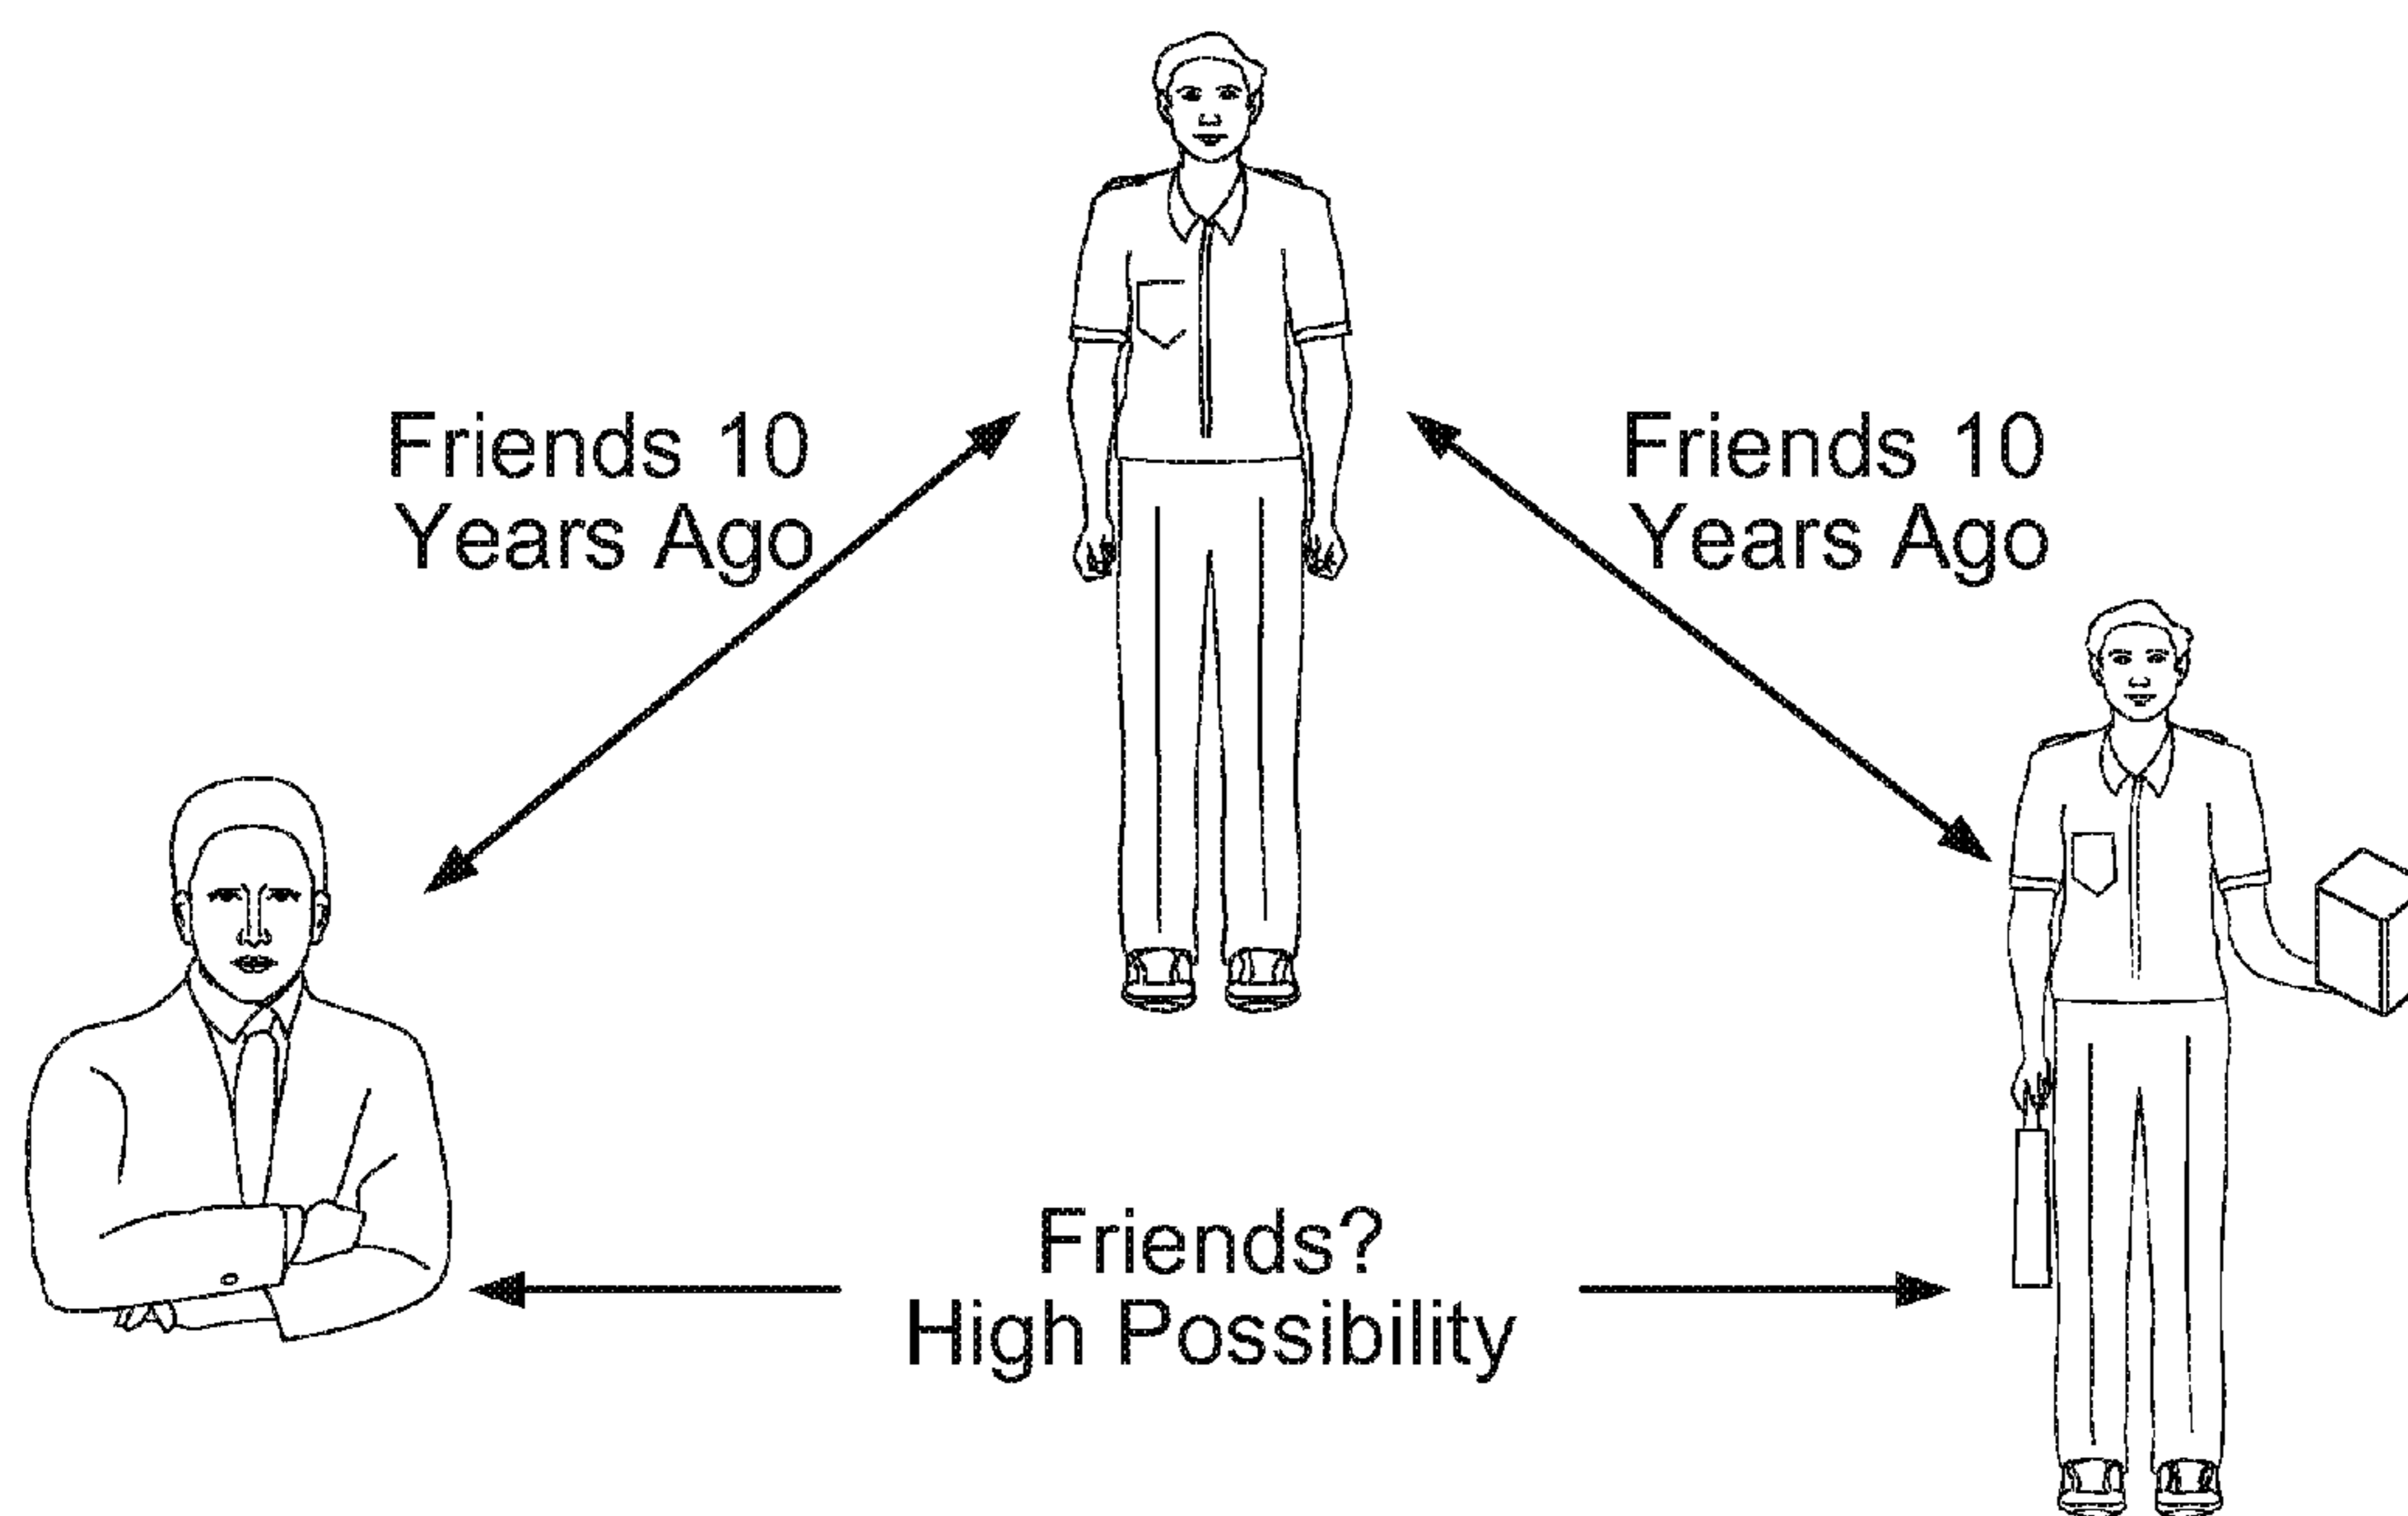 Friends 10
Years Ago
Friends 10
Years Ago
Friends?
High Possibility